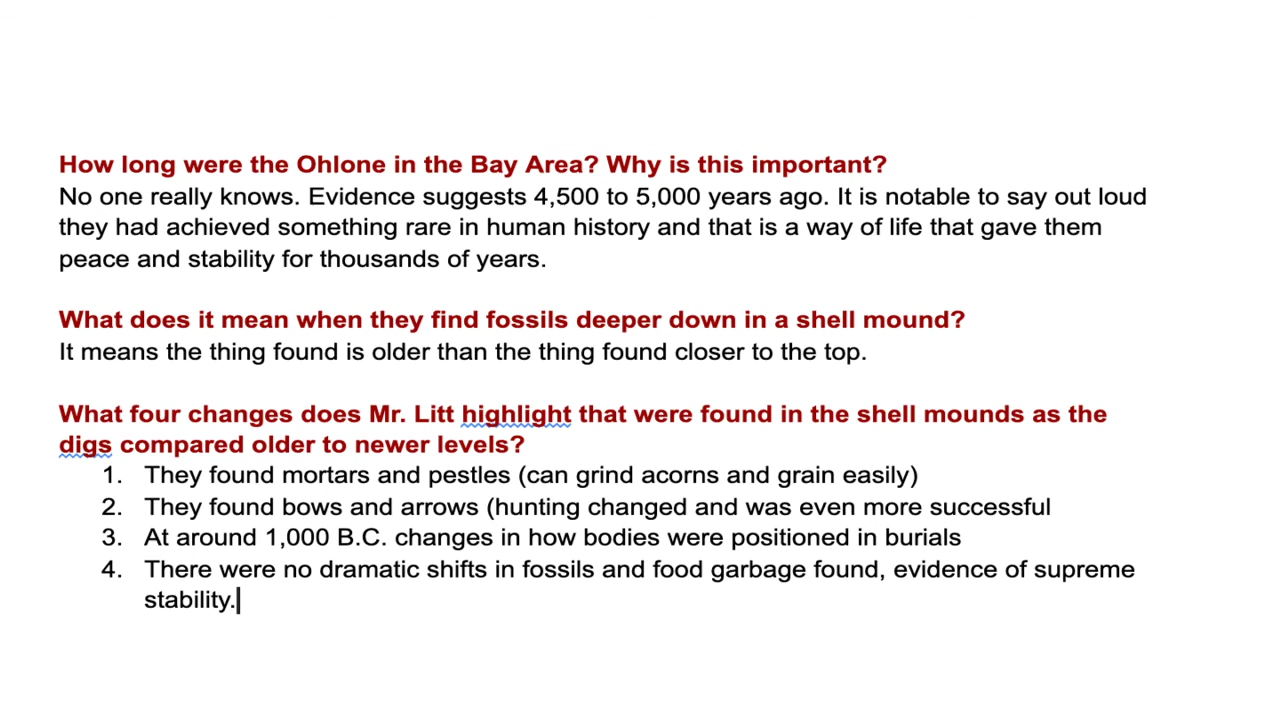 How long were the Ohlone in the Bay Area? Why is this important?
No one really knows. Evidence suggests 4,500 to 5,000 years ago. It is notable to say out loud
they had achieved something rare in human history and that is a way of life that gave them
peace and stability for thousands of years.
What does it mean when they find fossils deeper down in a shell mound?
It means the thing found is older than the thing found closer to the top.
What four changes does Mr. Litt highlight that were found in the shell mounds as the
digs compared older to newer levels?
1. They found mortars and pestles (can grind acorns and grain easily)
2. They found bows and arrows (hunting changed and was even more successful
3. At around 1,000 B.C. changes in how bodies were positioned in burials
4. There were no dramatic shifts in fossils and food garbage found, evidence of supreme
stability.